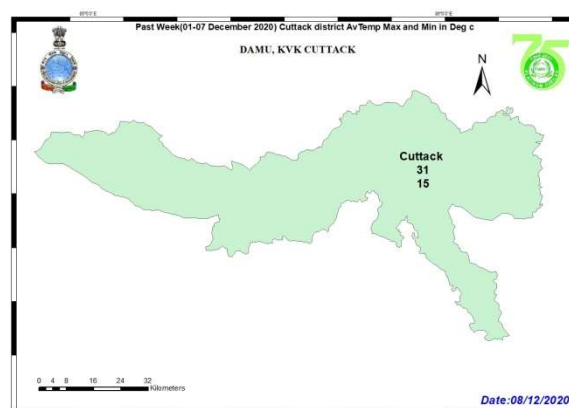 Past Week(01-07 December 2020) Cuttack district AvTemp Max and Min in Deg c
DAMU, KVK CUTTACK
N
75
Cuttack
31
15
0 4 8 16 24 32
Kilometers
Date:08/12/2020